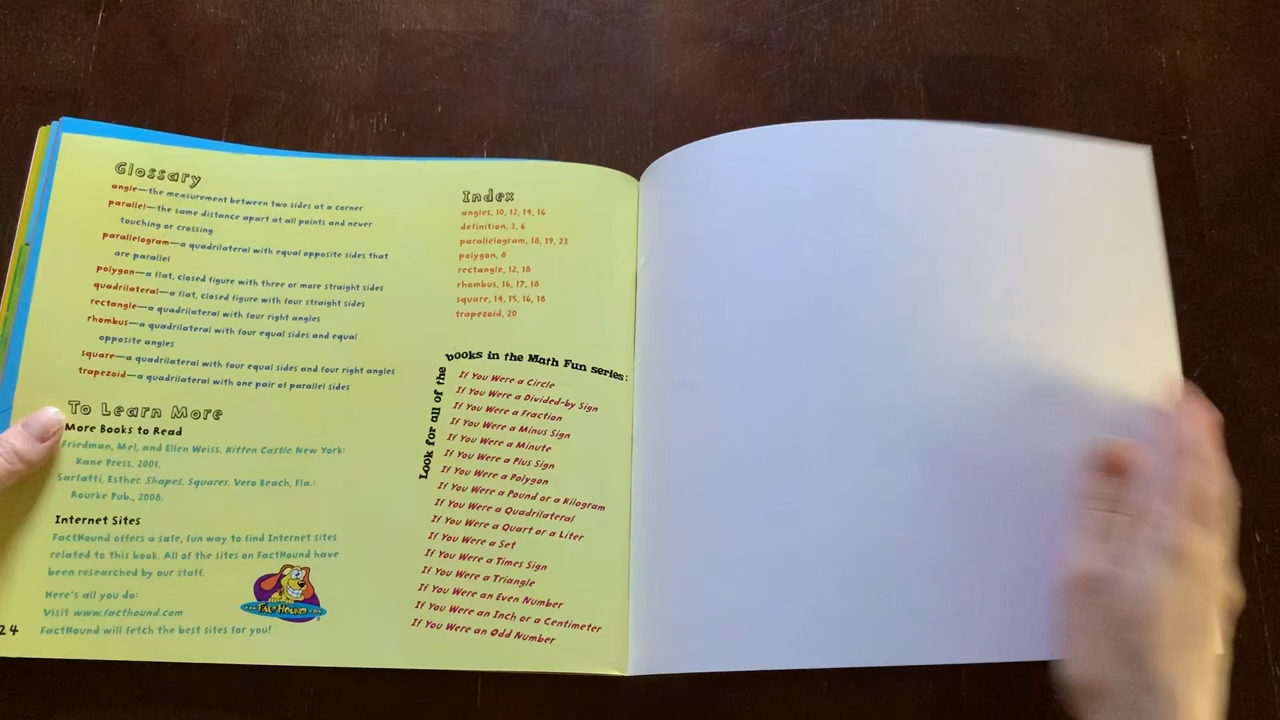 Glossary
angle—the measurement between two sides at a corner
parallel—the same distance apart at all points and never
touching or crossing
parallelogram—a quadrilateral with equal opposite sides that
are parallel
polygon—a flat, closed figure with three or more straight sides
quadrilateral—a flat, closed figure with four straight sides
rectangle—a quadrilateral with four right angles
rhombus—a quadrilateral with four equal sides and equal
opposite angles
square—a quadrilateral with four equal sides and four right angles
trapezoid—a quadrilateral with one pair of parallel sides
To Learn More
More Books to Read
Friedman, Mel, and Ellen Weiss. Kitten Castle. New York:
Kane Press, 2001.
Sarfatti, Esther. Shapes, Squares. Vero Beach, Fla.:
Rourke Pub., 2008.
Internet Sites
FactHound offers a safe, fun way to find Internet sites
related to this book. All of the sites on FactHound have
been researched by our staff.
Here's all you do:
Visit www.facthound.com
FactHound will fetch the best sites for you!
www.FACTHOUND.com
24
Index
angles, 10, 12, 14, 16
definition, 3, 6
parallelogram, 18, 19, 23
polygon, 8
rectangle, 12, 18
rhombus, 16, 17, 18
square, 14, 15, 16, 18
trapezoid, 20
Look for all of the books in the Math Fun series:
If You Were a Circle
If You Were a Divided-by Sign
If You Were a Fraction
If You Were a Minus Sign
If You Were a Minute
If You Were a Plus Sign
If You Were a Polygon
If You Were a Pound or a Kilogram
If You Were a Quadrilateral
If You Were a Quart or a Liter
If You Were a Set
If You Were a Times Sign
If You Were a Triangle
If You Were an Even Number
If You Were an Inch or a Centimeter
If You Were an Odd Number